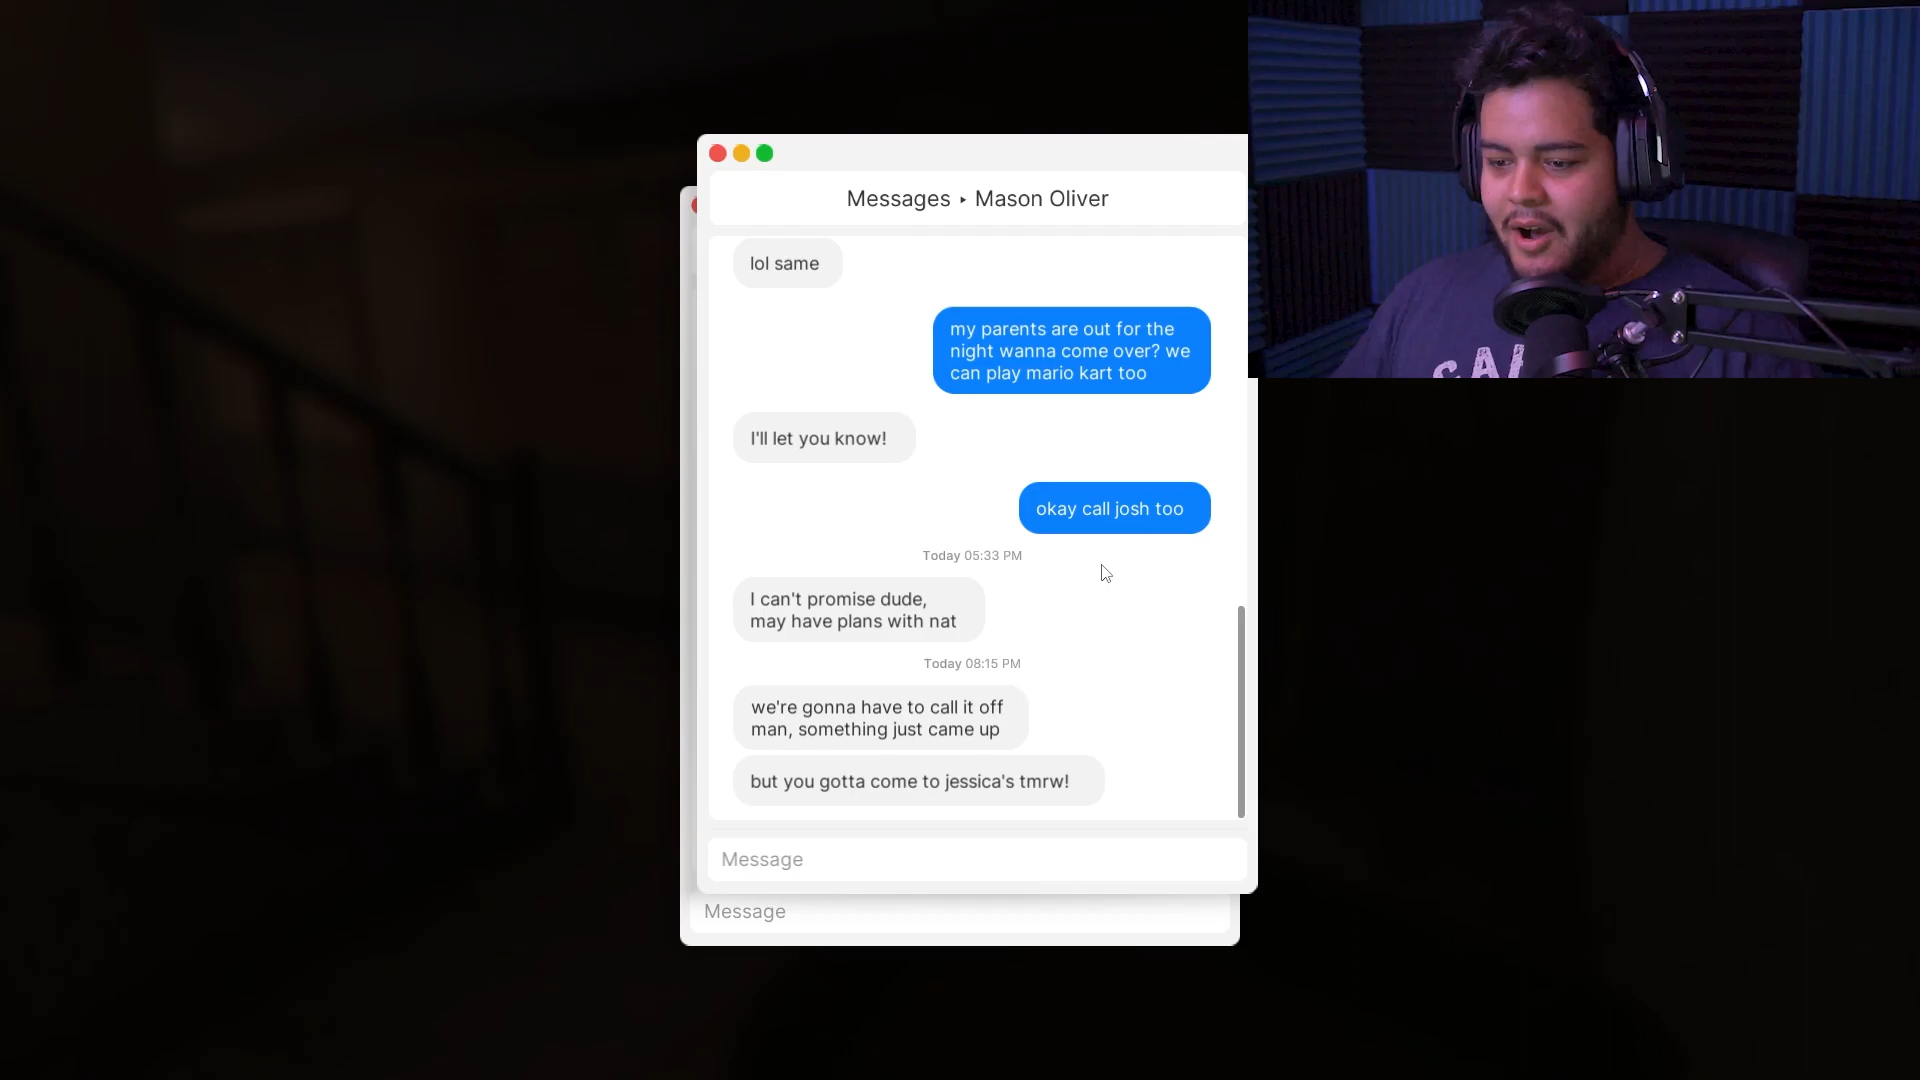 Messages ‣ Mason Oliver
lol same
my parents are out for the
night wanna come over? we
can play mario kart too
I'll let you know!
okay call josh too
Today 05:33 PM
I can't promise dude,
may have plans with nat
Today 08:15 PM
we're gonna have to call it off
man, something just came up
but you gotta come to jessica's tmrw!
Message
Message